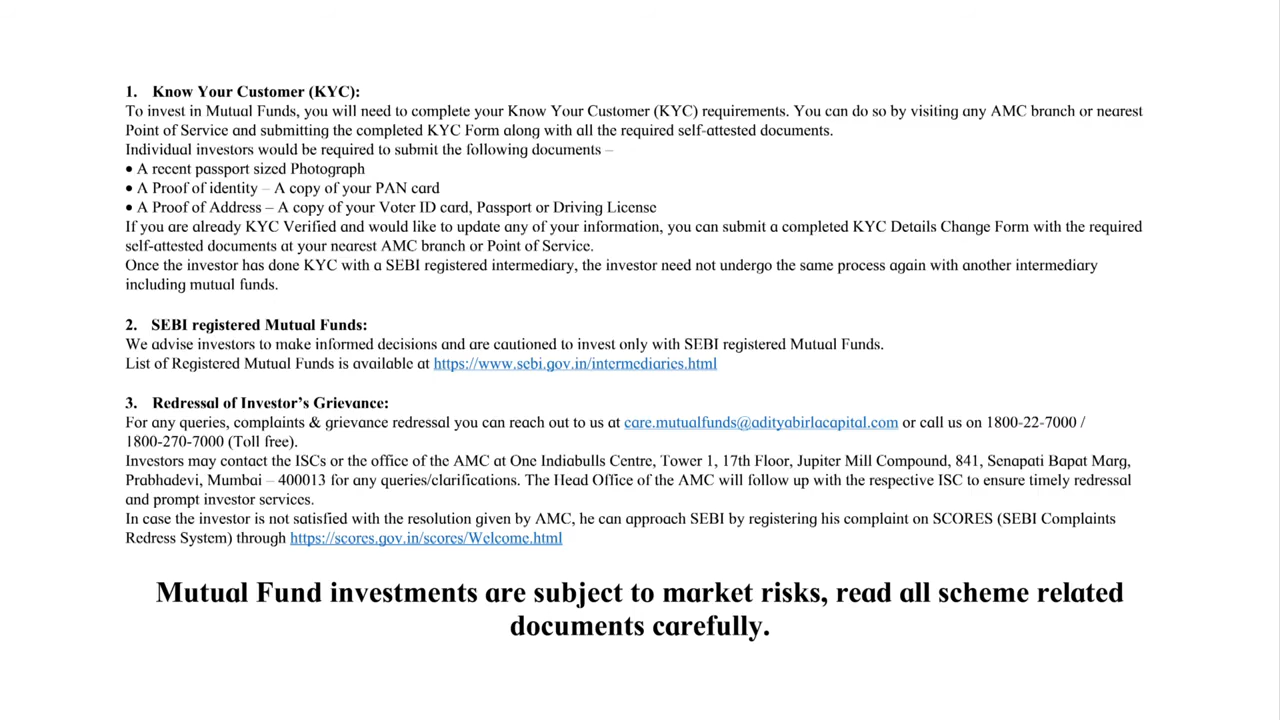 1. Know Your Customer (KYC):
To invest in Mutual Funds, you will need to complete your Know Your Customer (KYC) requirements. You can do so by visiting any AMC branch or nearest
Point of Service and submitting the completed KYC Form along with all the required self-attested documents.
Individual investors would be required to submit the following documents –
• A recent passport sized Photograph
• A Proof of identity – A copy of your PAN card
• A Proof of Address – A copy of your Voter ID card, Passport or Driving License
If you are already KYC Verified and would like to update any of your information, you can submit a completed KYC Details Change Form with the required
self-attested documents at your nearest AMC branch or Point of Service.
Once the investor has done KYC with a SEBI registered intermediary, the investor need not undergo the same process again with another intermediary
including mutual funds.
2. SEBI registered Mutual Funds:
We advise investors to make informed decisions and are cautioned to invest only with SEBI registered Mutual Funds.
List of Registered Mutual Funds is available at https://www.sebi.gov.in/intermediaries.html
3. Redressal of Investor’s Grievance:
For any queries, complaints & grievance redressal you can reach out to us at care.mutualfunds@adityabirlacapital.com or call us on 1800-22-7000 /
1800-270-7000 (Toll free).
Investors may contact the ISCs or the office of the AMC at One Indiabulls Centre, Tower 1, 17th Floor, Jupiter Mill Compound, 841, Senapati Bapat Marg,
Prabhadevi, Mumbai – 400013 for any queries/clarifications. The Head Office of the AMC will follow up with the respective ISC to ensure timely redressal
and prompt investor services.
In case the investor is not satisfied with the resolution given by AMC, he can approach SEBI by registering his complaint on SCORES (SEBI Complaints
Redress System) through https://scores.gov.in/scores/Welcome.html
Mutual Fund investments are subject to market risks, read all scheme related
documents carefully.